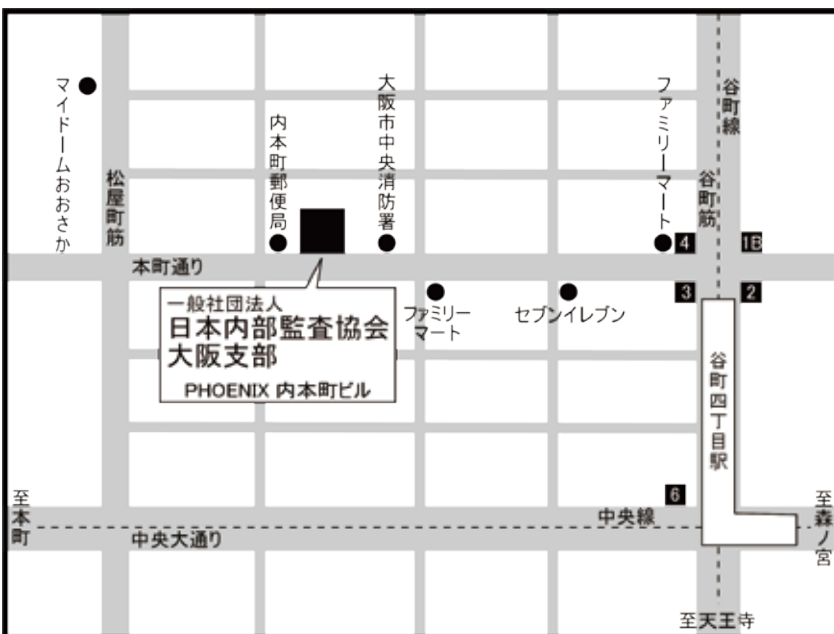 マイドームおおさか
松屋町筋
内本町郵便局
大阪市中央消防署
ファミリーマート
谷町筋
谷町線
4
1B
本町通り
3
2
一般社団法人
日本内部監査協会
大阪支部
PHOENIX 内本町ビル
ファミリー
マート
セブンイレブン
谷町四丁目駅
6
至本町
中央線
中央大通り
至森ノ宮
至天王寺